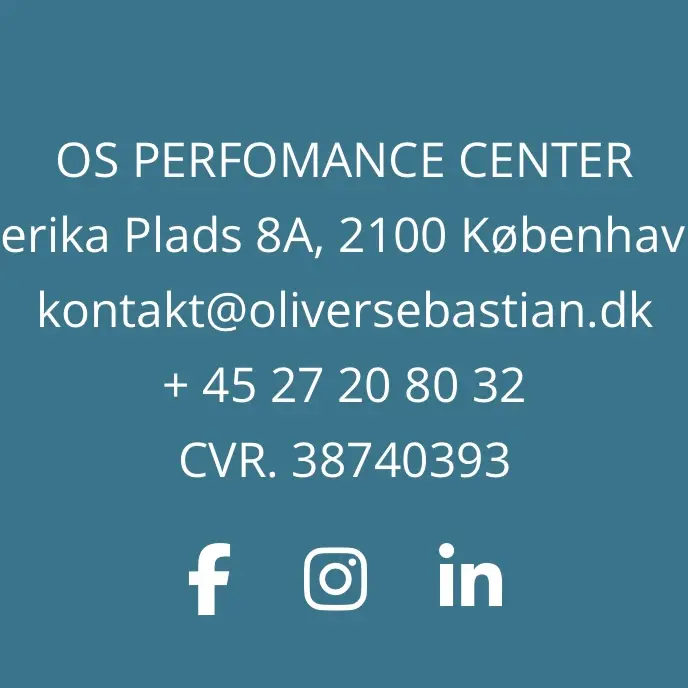 OS PERFOMANCE CENTER
erika Plads 8A, 2100 Københav
kontakt@oliversebastian.dk
+ 45 27 20 80 32
CVR. 38740393